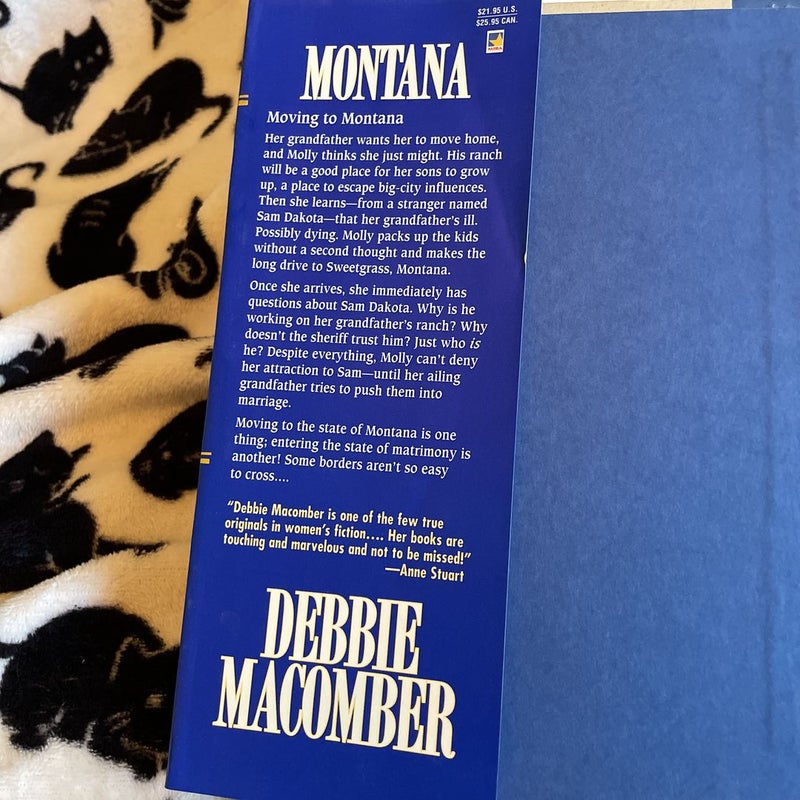 $21.95 U.S.
$25.95 CAN.
MIRA
MONTANA
Moving to Montana
Her grandfather wants her to move home,
and Molly thinks she just might. His ranch
will be a good place for her sons to grow
up, a place to escape big-city influences.
Then she learns—from a stranger named
Sam Dakota—that her grandfather's ill.
Possibly dying. Molly packs up the kids
without a second thought and makes the
long drive to Sweetgrass, Montana.
Once she arrives, she immediately has
questions about Sam Dakota. Why is he
working on her grandfather's ranch? Why
doesn't the sheriff trust him? Just who is
he? Despite everything, Molly can't deny
her attraction to Sam—until her ailing
grandfather tries to push them into
marriage.
Moving to the state of Montana is one
thing; entering the state of matrimony is
another! Some borders aren't so easy
to cross....
"Debbie Macomber is one of the few true
originals in women's fiction.... Her books are
touching and marvelous and not to be missed!"
—Anne Stuart
DEBBIE
MACOMBER